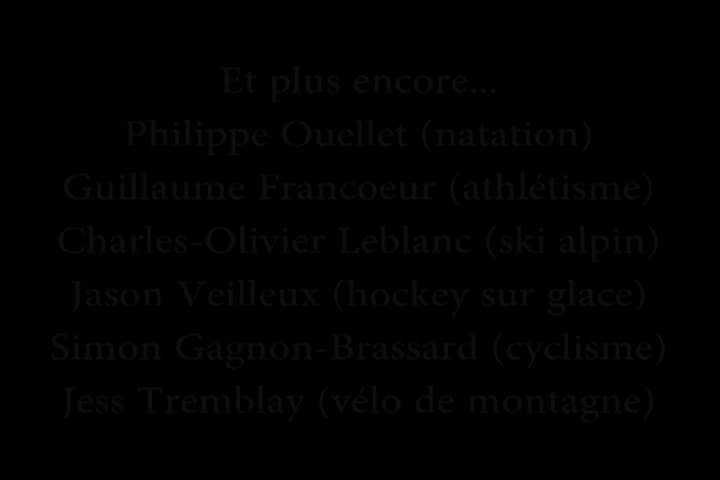 Et plus encore...
Philippe Ouellet (natation)
Guillaume Francoeur (athlétisme)
Charles-Olivier Leblanc (ski alpin)
Jason Veilleux (hockey sur glace)
Simon Gagnon-Brassard (cyclisme)
Jess Tremblay (vélo de montagne)